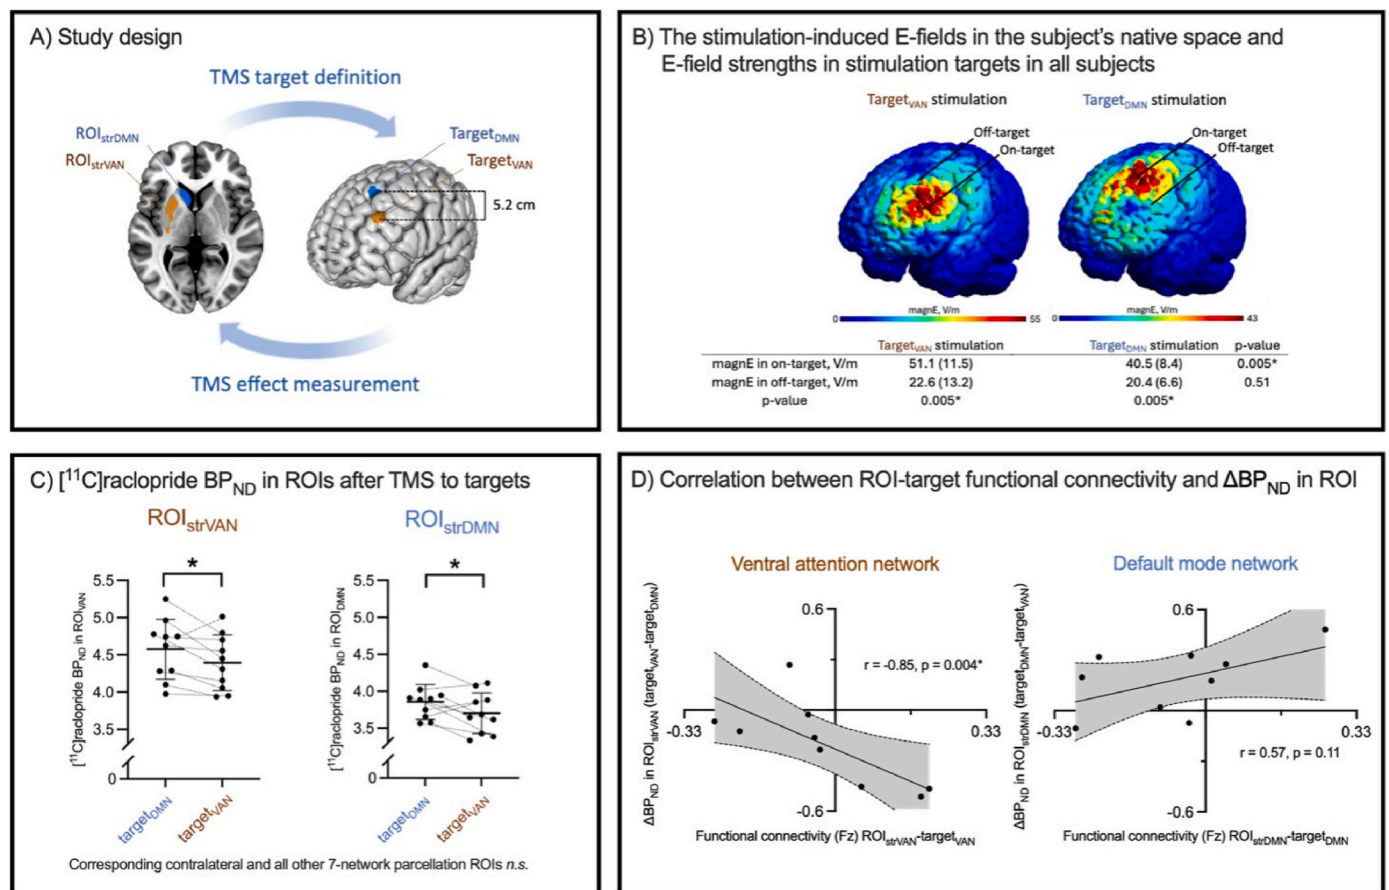 A) Study design
TMS target definition
ROIstrDMN
ROIstrVAN
TargetDMN
TargetVAN
5.2 cm
TMS effect measurement
B) The stimulation-induced E-fields in the subject's native space and
E-field strengths in stimulation targets in all subjects
TargetVAN stimulation
TargetDMN stimulation
Off-target
On-target
On-target
Off-target
magnE, V/m
0
55
magnE, V/m
0
43
TargetVAN stimulation TargetDMN stimulation p-value
magnE in on-target, V/m 51.1 (11.5) 40.5 (8.4) 0.005*
magnE in off-target, V/m 22.6 (13.2) 20.4 (6.6) 0.51
p-value 0.005* 0.005*
C) [11C]raclopride BPND in ROIs after TMS to targets
ROIstrVAN
*
[11C]raclopride BPND in ROIVAN
5.5
5.0
4.5
4.0
3.5
0
targetDMN
targetVAN
ROIstrDMN
*
[11C]raclopride BPND in ROIDMN
5.5
5.0
4.5
4.0
3.5
0
targetDMN
targetVAN
Corresponding contralateral and all other 7-network parcellation ROIs n.s.
D) Correlation between ROI-target functional connectivity and ΔBPND in ROI
Ventral attention network
ΔBPND in ROIstrVAN (targetVAN-targetDMN)
0.6
r = -0.85, p = 0.004*
-0.33
0.33
-0.6
Functional connectivity (Fz) ROIstrVAN-targetVAN
Default mode network
ΔBPND in ROIstrDMN (targetDMN-targetVAN)
0.6
-0.33
0.33
r = 0.57, p = 0.11
-0.6
Functional connectivity (Fz) ROIstrDMN-targetDMN